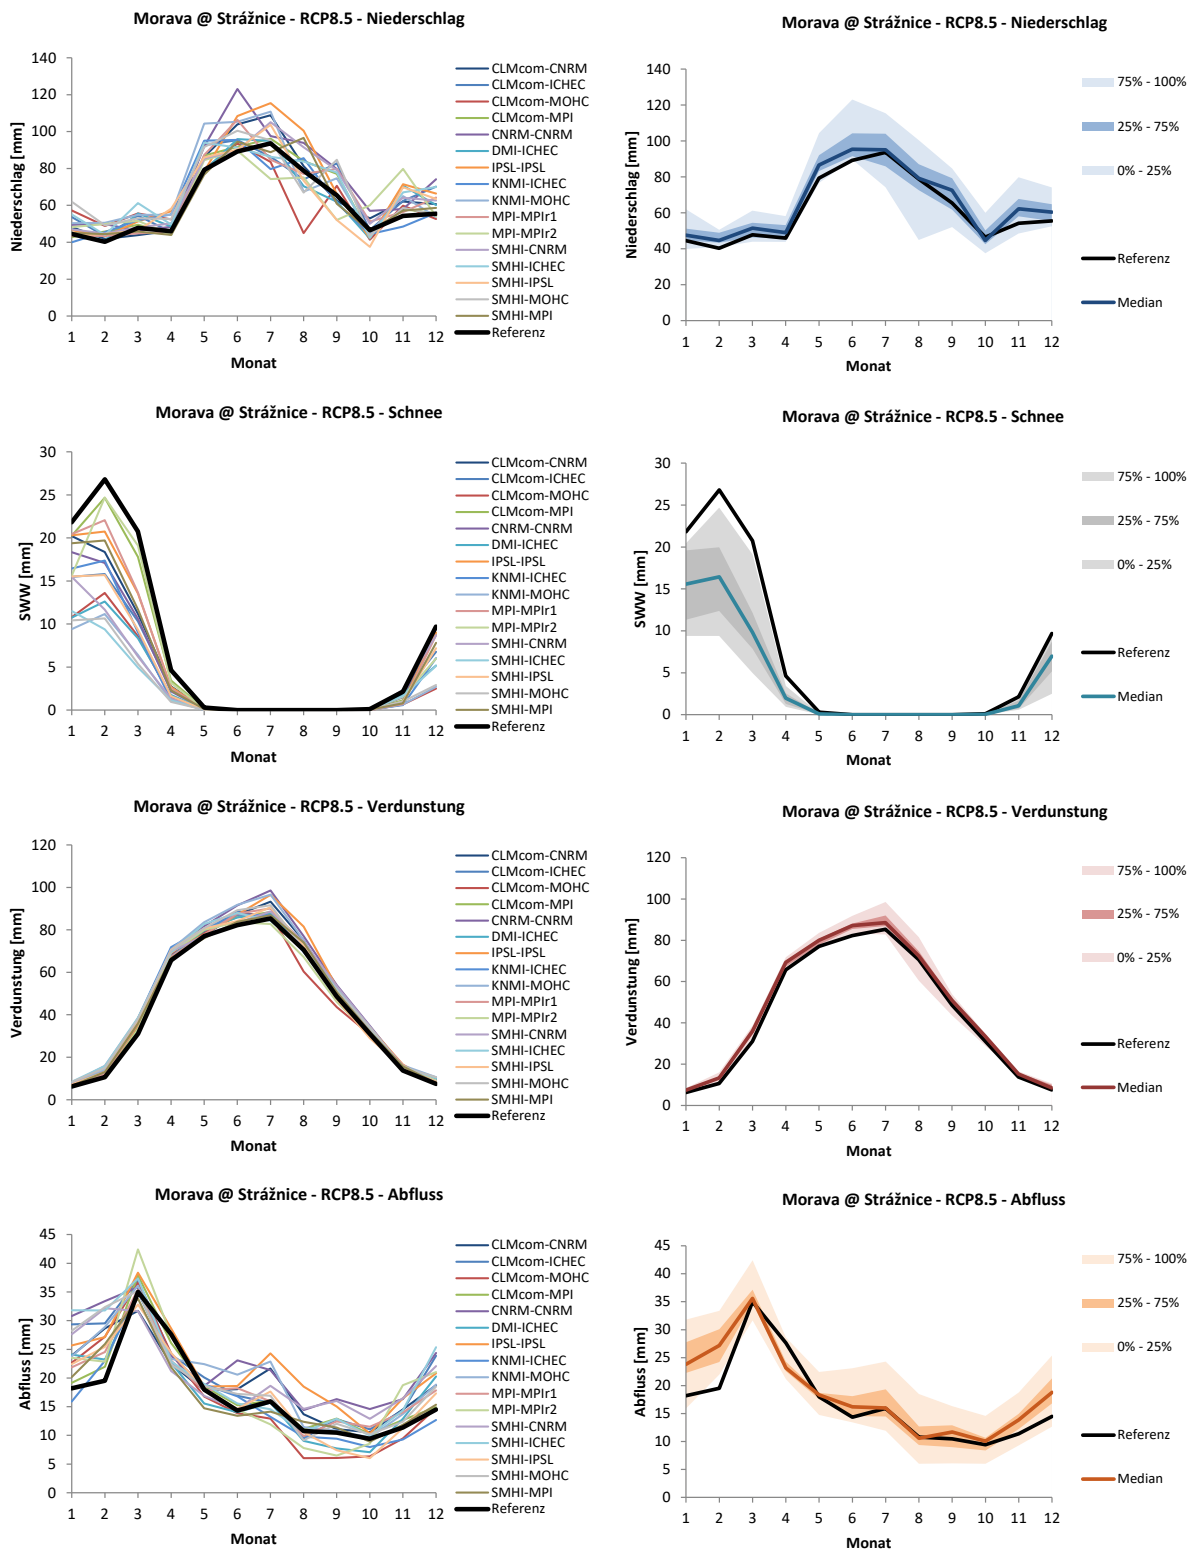 Morava @ Strážnice - RCP8.5 - Niederschlag
Niederschlag [mm]
140
120
100
80
60
40
20
0
1 2 3 4 5 6 7 8 9 10 11 12
Monat
CLMcom-CNRM
CLMcom-ICHEC
CLMcom-MOHC
CLMcom-MPI
CNRM-CNRM
DMI-ICHEC
IPSL-IPSL
KNMI-ICHEC
KNMI-MOHC
MPI-MPIr1
MPI-MPIr2
SMHI-CNRM
SMHI-ICHEC
SMHI-IPSL
SMHI-MOHC
SMHI-MPI
Referenz
Morava @ Strážnice - RCP8.5 - Niederschlag
Niederschlag [mm]
140
120
100
80
60
40
20
0
1 2 3 4 5 6 7 8 9 10 11 12
Monat
75% - 100%
25% - 75%
0% - 25%
Referenz
Median
Morava @ Strážnice - RCP8.5 - Schnee
SWW [mm]
30
25
20
15
10
5
0
1 2 3 4 5 6 7 8 9 10 11 12
Monat
CLMcom-CNRM
CLMcom-ICHEC
CLMcom-MOHC
CLMcom-MPI
CNRM-CNRM
DMI-ICHEC
IPSL-IPSL
KNMI-ICHEC
KNMI-MOHC
MPI-MPIr1
MPI-MPIr2
SMHI-CNRM
SMHI-ICHEC
SMHI-IPSL
SMHI-MOHC
SMHI-MPI
Referenz
Morava @ Strážnice - RCP8.5 - Schnee
SWW [mm]
30
25
20
15
10
5
0
1 2 3 4 5 6 7 8 9 10 11 12
Monat
75% - 100%
25% - 75%
0% - 25%
Referenz
Median
Morava @ Strážnice - RCP8.5 - Verdunstung
Verdunstung [mm]
120
100
80
60
40
20
0
1 2 3 4 5 6 7 8 9 10 11 12
Monat
CLMcom-CNRM
CLMcom-ICHEC
CLMcom-MOHC
CLMcom-MPI
CNRM-CNRM
DMI-ICHEC
IPSL-IPSL
KNMI-ICHEC
KNMI-MOHC
MPI-MPIr1
MPI-MPIr2
SMHI-CNRM
SMHI-ICHEC
SMHI-IPSL
SMHI-MOHC
SMHI-MPI
Referenz
Morava @ Strážnice - RCP8.5 - Verdunstung
Verdunstung [mm]
120
100
80
60
40
20
0
1 2 3 4 5 6 7 8 9 10 11 12
Monat
75% - 100%
25% - 75%
0% - 25%
Referenz
Median
Morava @ Strážnice - RCP8.5 - Abfluss
Abfluss [mm]
45
40
35
30
25
20
15
10
5
0
1 2 3 4 5 6 7 8 9 10 11 12
Monat
CLMcom-CNRM
CLMcom-ICHEC
CLMcom-MOHC
CLMcom-MPI
CNRM-CNRM
DMI-ICHEC
IPSL-IPSL
KNMI-ICHEC
KNMI-MOHC
MPI-MPIr1
MPI-MPIr2
SMHI-CNRM
SMHI-ICHEC
SMHI-IPSL
SMHI-MOHC
SMHI-MPI
Referenz
Morava @ Strážnice - RCP8.5 - Abfluss
Abfluss [mm]
45
40
35
30
25
20
15
10
5
0
1 2 3 4 5 6 7 8 9 10 11 12
Monat
75% - 100%
25% - 75%
0% - 25%
Referenz
Median